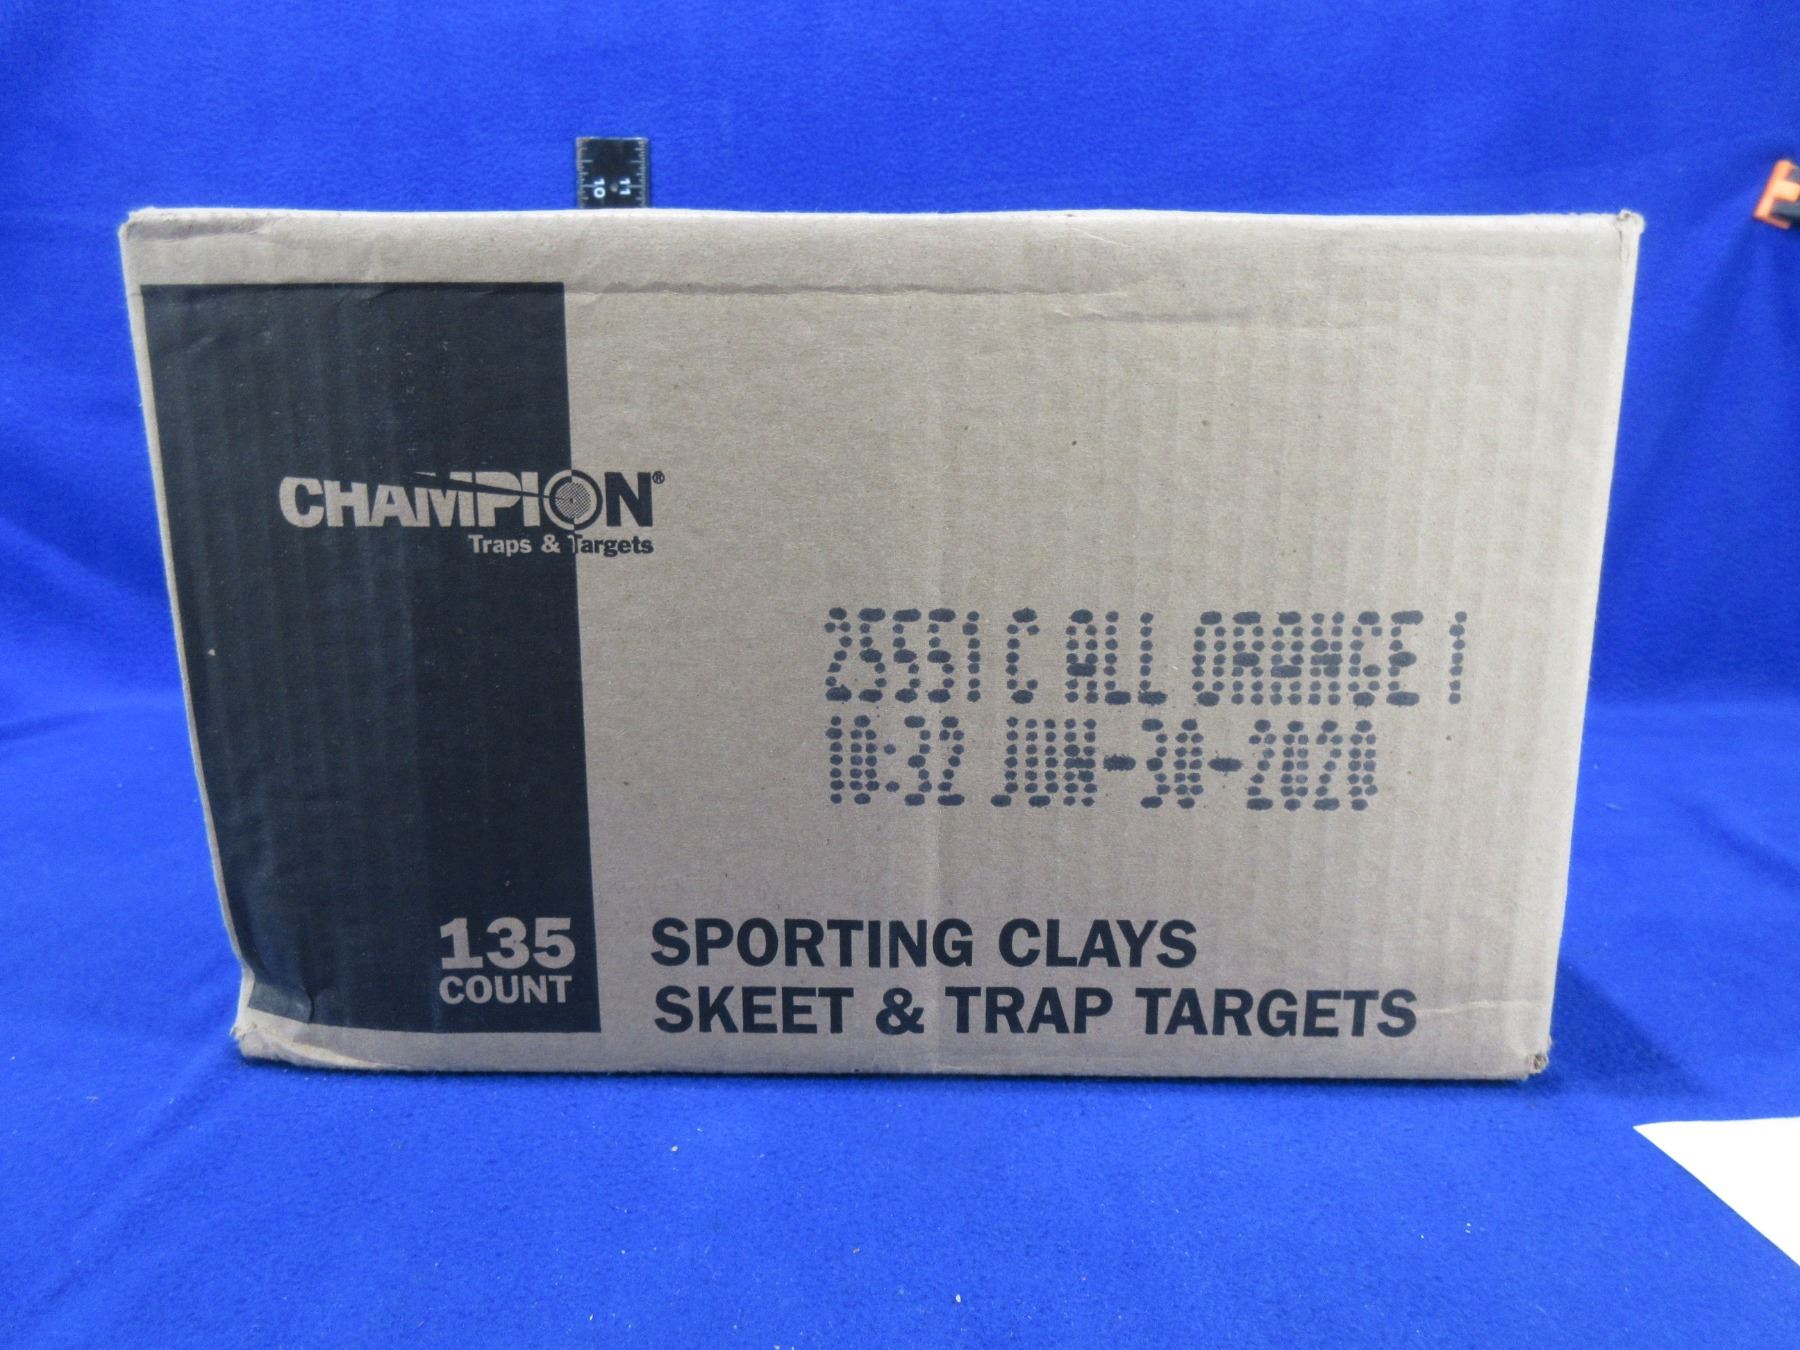 10
11
CHAMPION®
Traps & Targets
25551 C ALL ORANGE 1
10:32 JUN-30-2020
135
COUNT
SPORTING CLAYS
SKEET & TRAP TARGETS